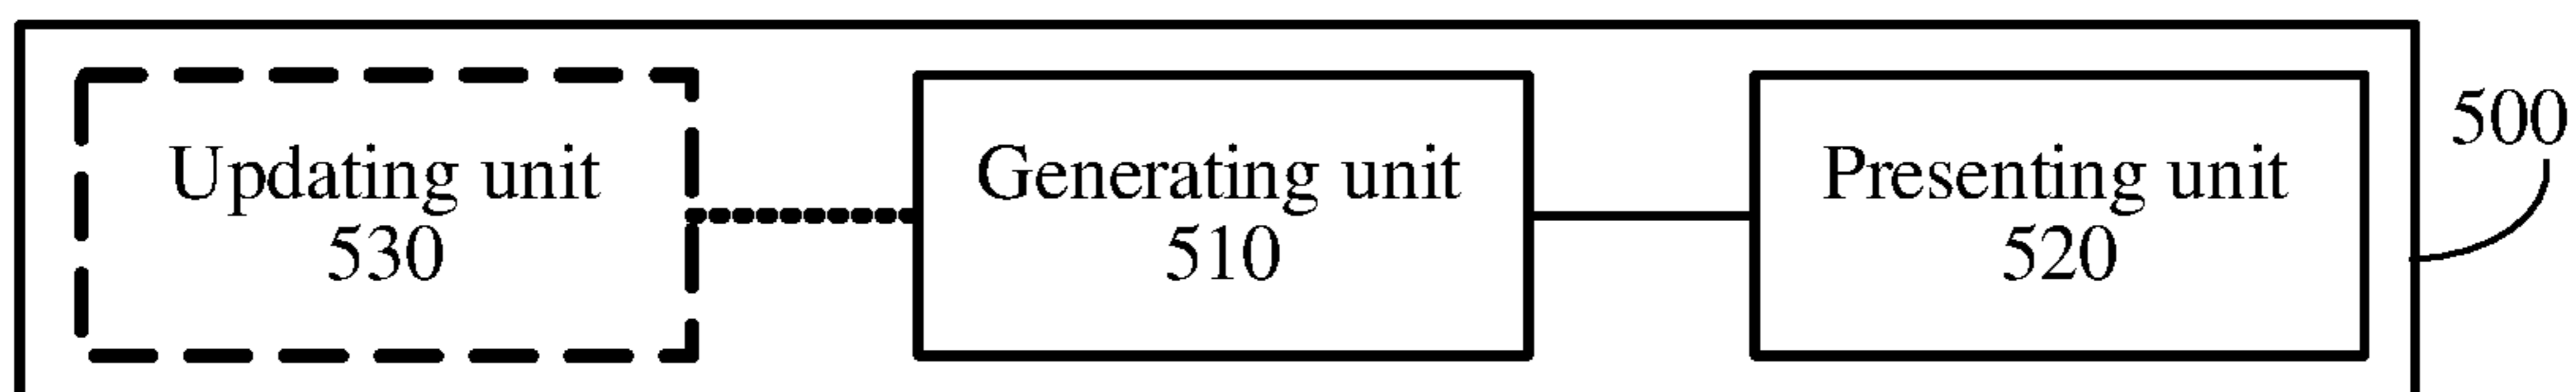 Updating unit
530
Generating unit
510
Presenting unit
520
500